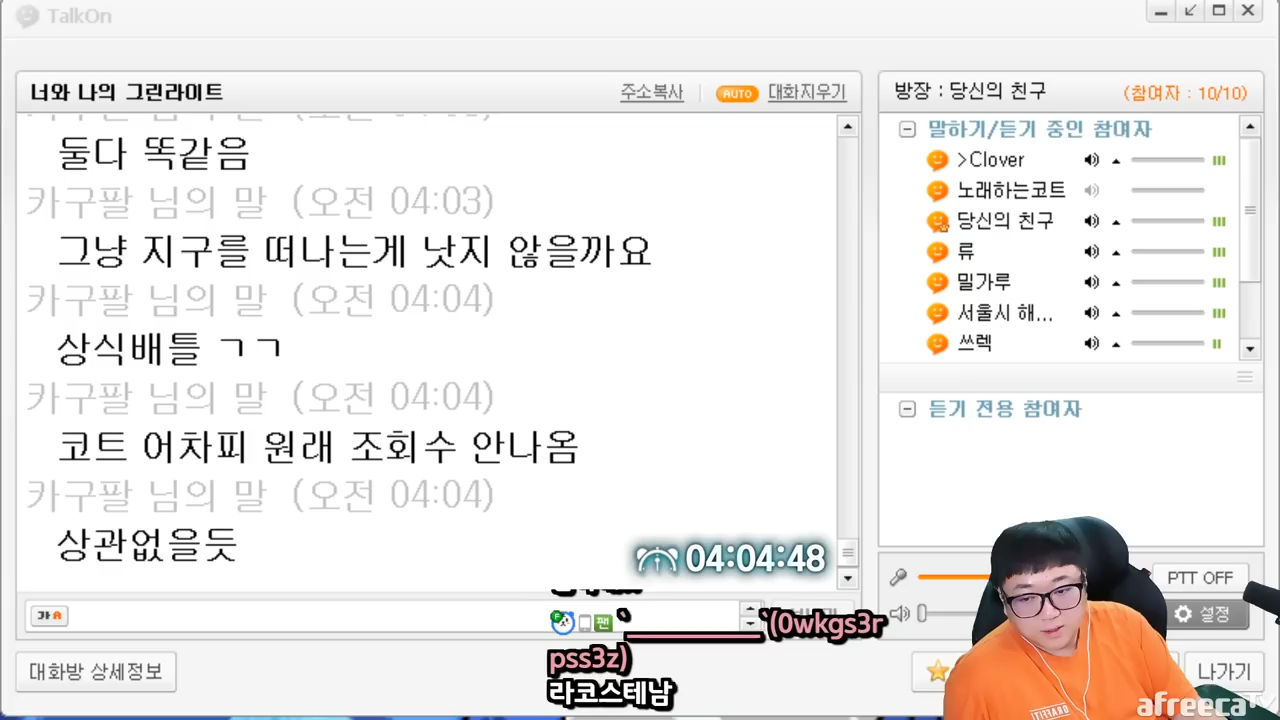 TalkOn
너와 나의 그린라이트
주소복사
AUTO
대화지우기
둘다 똑같음
카구팔 님의 말 (오전 04:03)
그냥 지구를 떠나는게 낫지 않을까요
카구팔 님의 말 (오전 04:04)
상식배틀 ㄱㄱ
카구팔 님의 말 (오전 04:04)
코트 어차피 원래 조회수 안나옴
카구팔 님의 말 (오전 04:04)
상관없을듯
04:04:48
가A
팬 `_________`(0wkgs3r
pss3z)
라코스테남
대화방 상세정보
방장 : 당신의 친구
(참여자 : 10/10)
말하기/듣기 중인 참여자
>Clover
노래하는코트
당신의 친구
류
밀가루
서울시 해...
쓰렉
듣기 전용 참여자
PTT OFF
설정
나가기
afreecaTV